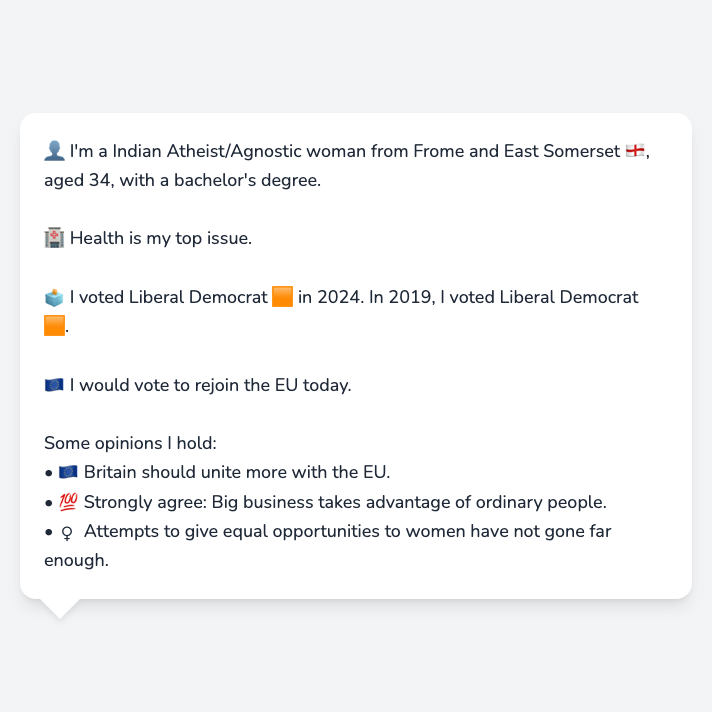 👤 I'm a Indian Atheist/Agnostic woman from Frome and East Somerset 🏴󠁧󠁢󠁥󠁮󠁧󠁿,
aged 34, with a bachelor's degree.
🏥 Health is my top issue.
🗳️ I voted Liberal Democrat 🟧 in 2024. In 2019, I voted Liberal Democrat
🟧.
🇪🇺 I would vote to rejoin the EU today.
Some opinions I hold:
• 🇪🇺 Britain should unite more with the EU.
• 💯 Strongly agree: Big business takes advantage of ordinary people.
• ♀ Attempts to give equal opportunities to women have not gone far
enough.